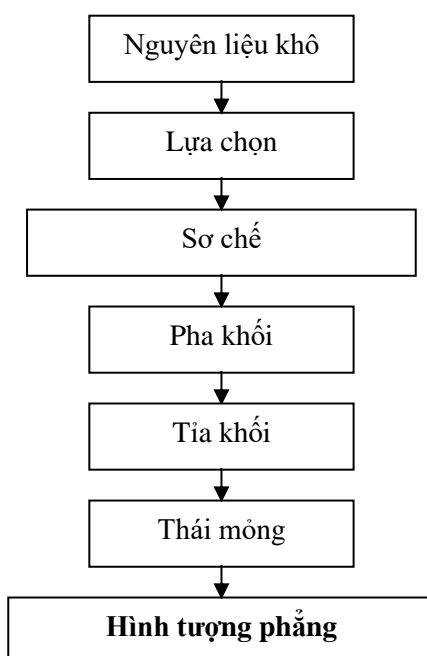 Nguyên liệu khô
Lựa chọn
Sơ chế
Pha khối
Tỉa khối
Thái mỏng
Hình tượng phẳng